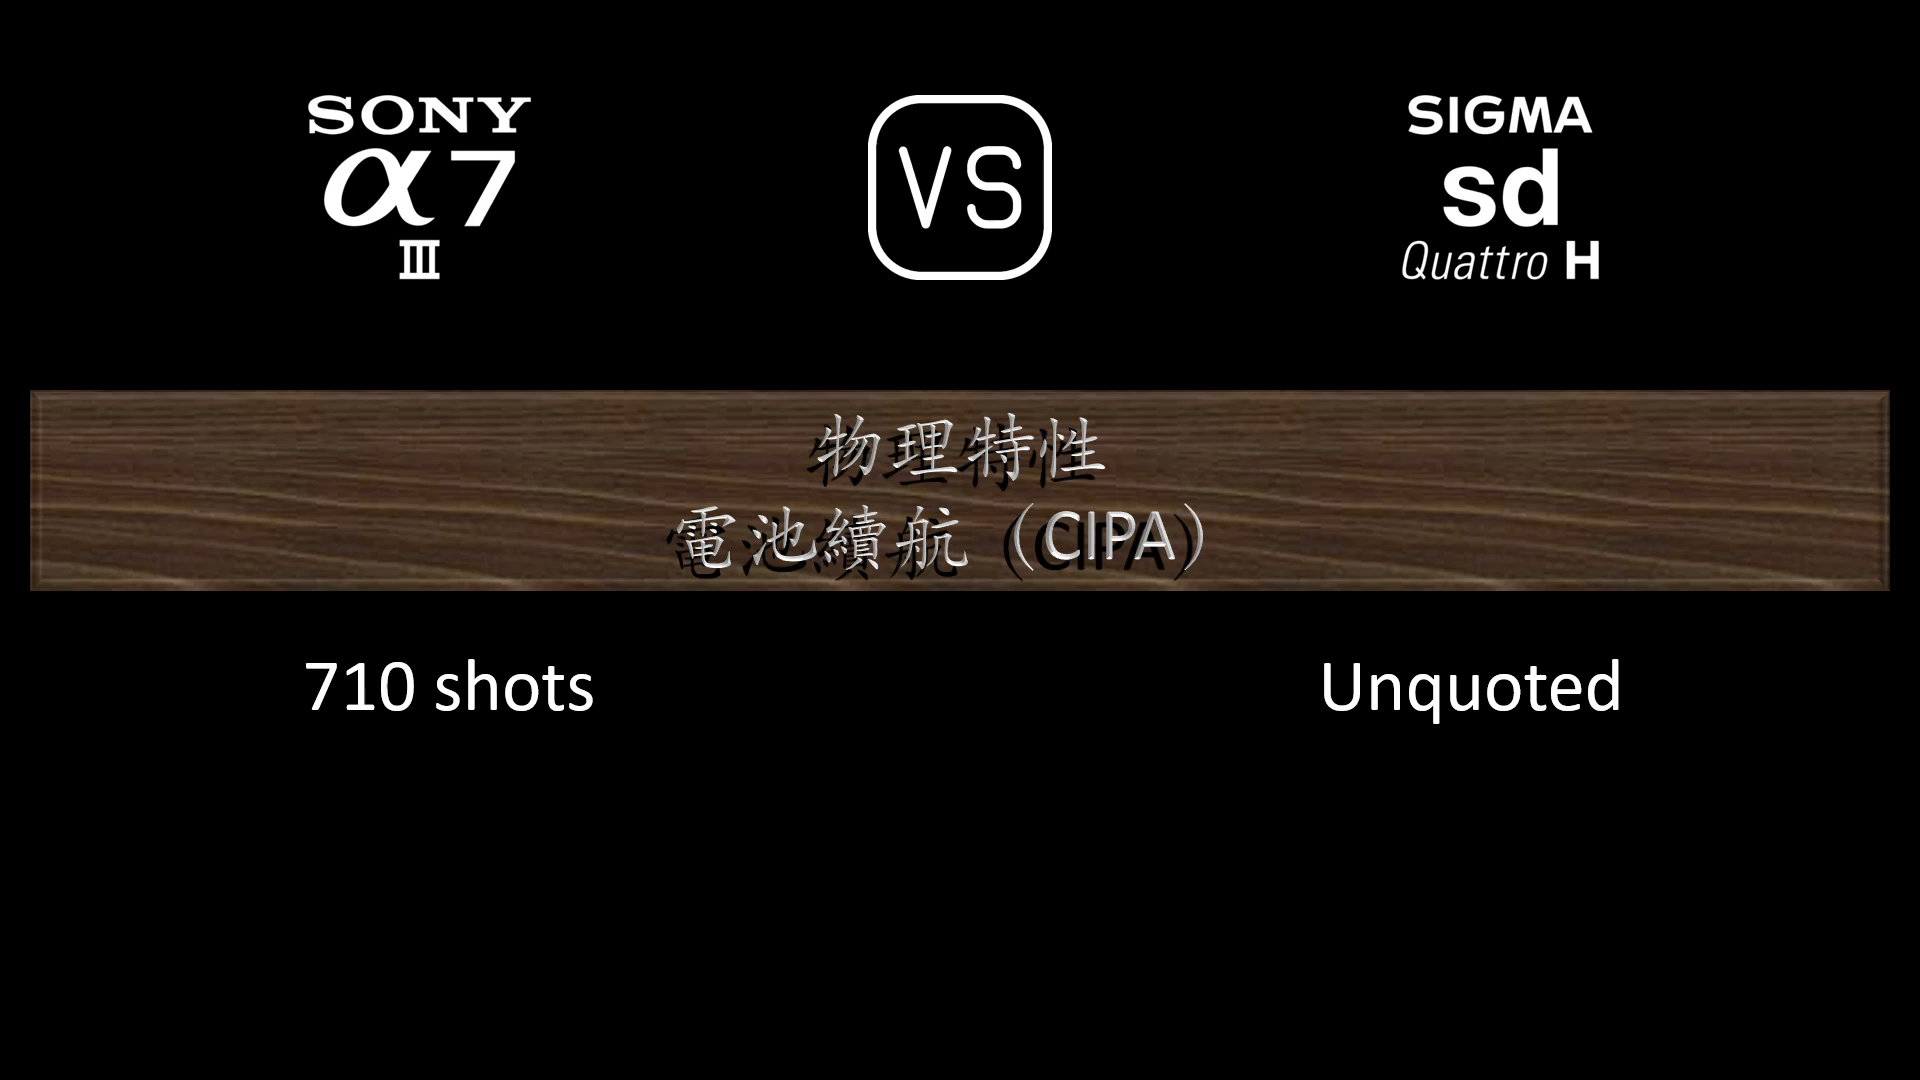 SONY
α7
III
VS
SIGMA
sd
Quattro H
物理特性
電池續航（CIPA）
710 shots
Unquoted